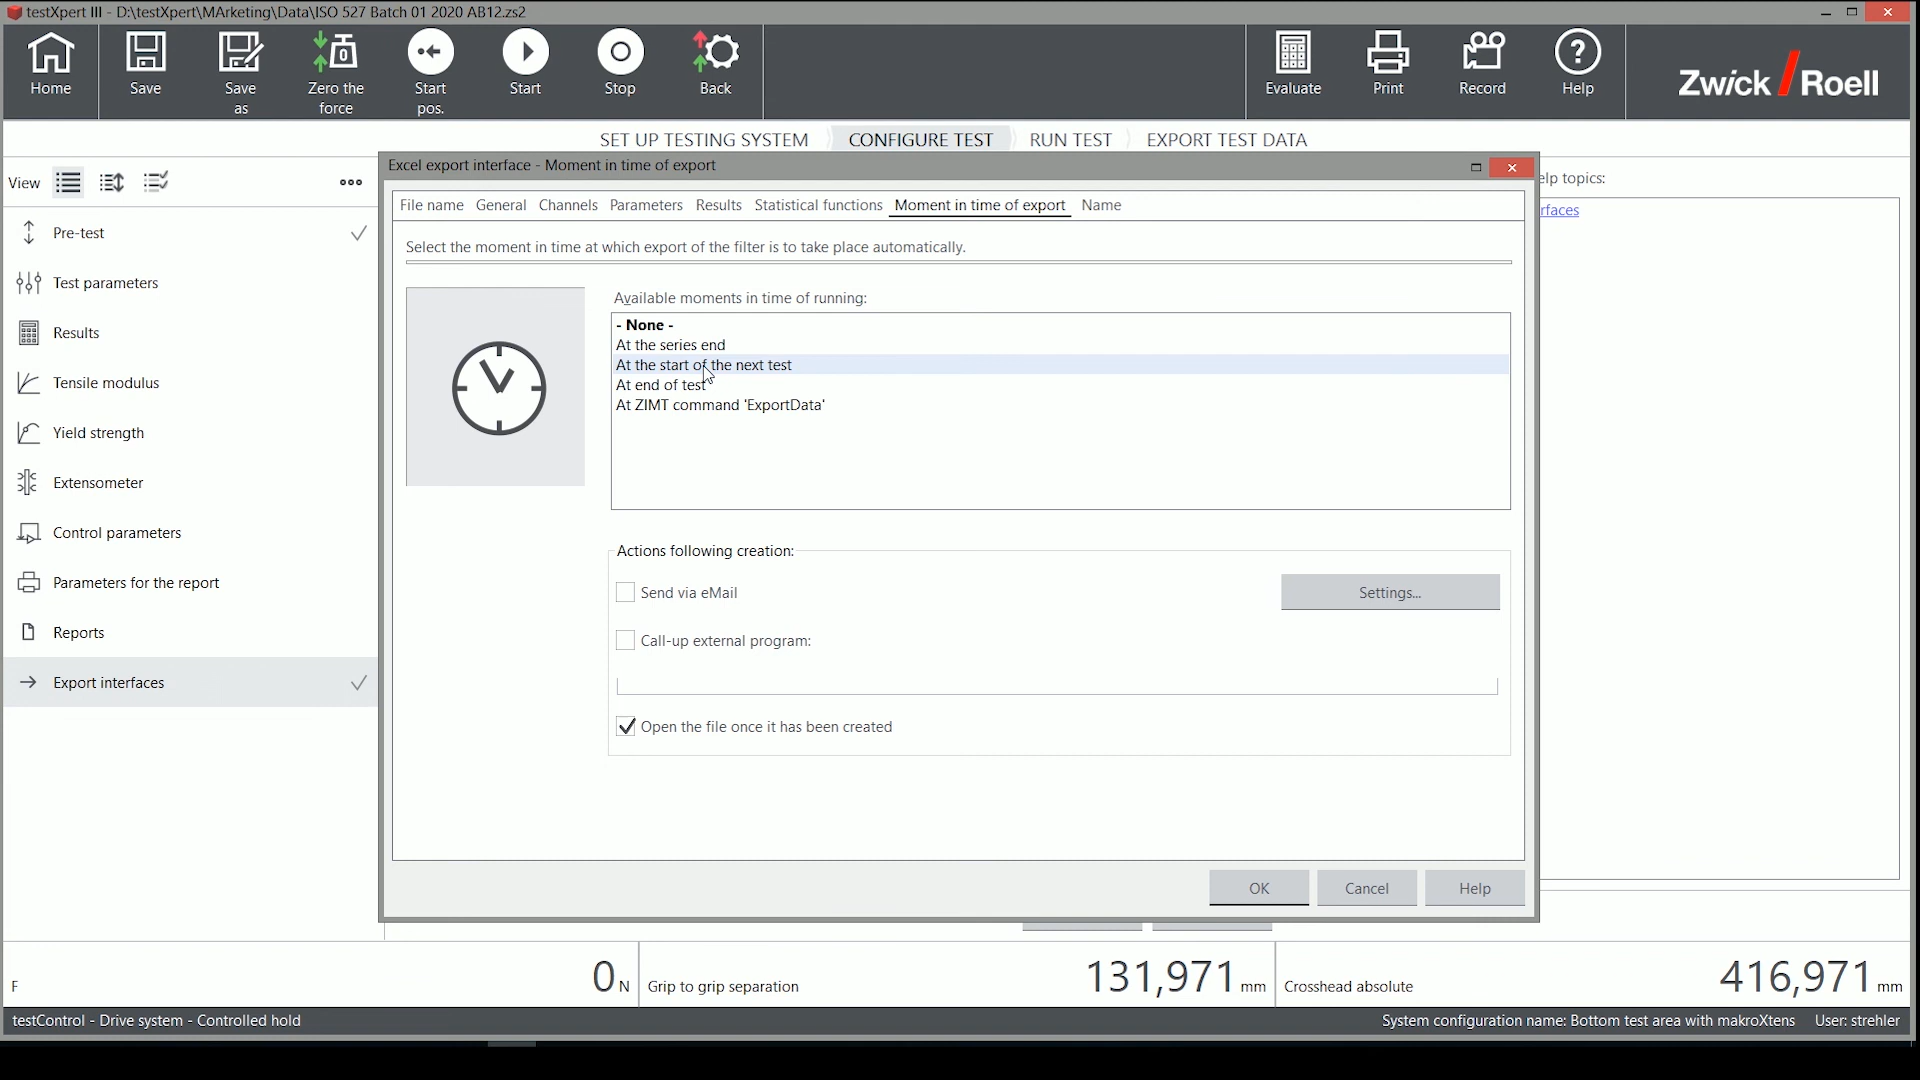 testXpert III - D:\testXpert\MArketing\Data\ISO 527 Batch 01 2020 AB12.zs2
Home
Save
Save as
Zero the force
Start pos.
Start
Stop
Back
Evaluate
Print
Record
Help
Zwick / Roell
SET UP TESTING SYSTEM
CONFIGURE TEST
RUN TEST
EXPORT TEST DATA
View
Pre-test
Test parameters
Results
Tensile modulus
Yield strength
Extensometer
Control parameters
Parameters for the report
Reports
Export interfaces
Excel export interface - Moment in time of export
File name
General
Channels
Parameters
Results
Statistical functions
Moment in time of export
Name
Select the moment in time at which export of the filter is to take place automatically.
Available moments in time of running:
- None -
At the series end
At the start of the next test
At end of test
At ZIMT command 'ExportData'
Actions following creation:
Send via eMail
Settings...
Call-up external program:
Open the file once it has been created
OK
Cancel
Help
elp topics:
rfaces
F
0 N
Grip to grip separation
131,971 mm
Crosshead absolute
416,971 mm
testControl - Drive system - Controlled hold
System configuration name: Bottom test area with makroXtens
User: strehler